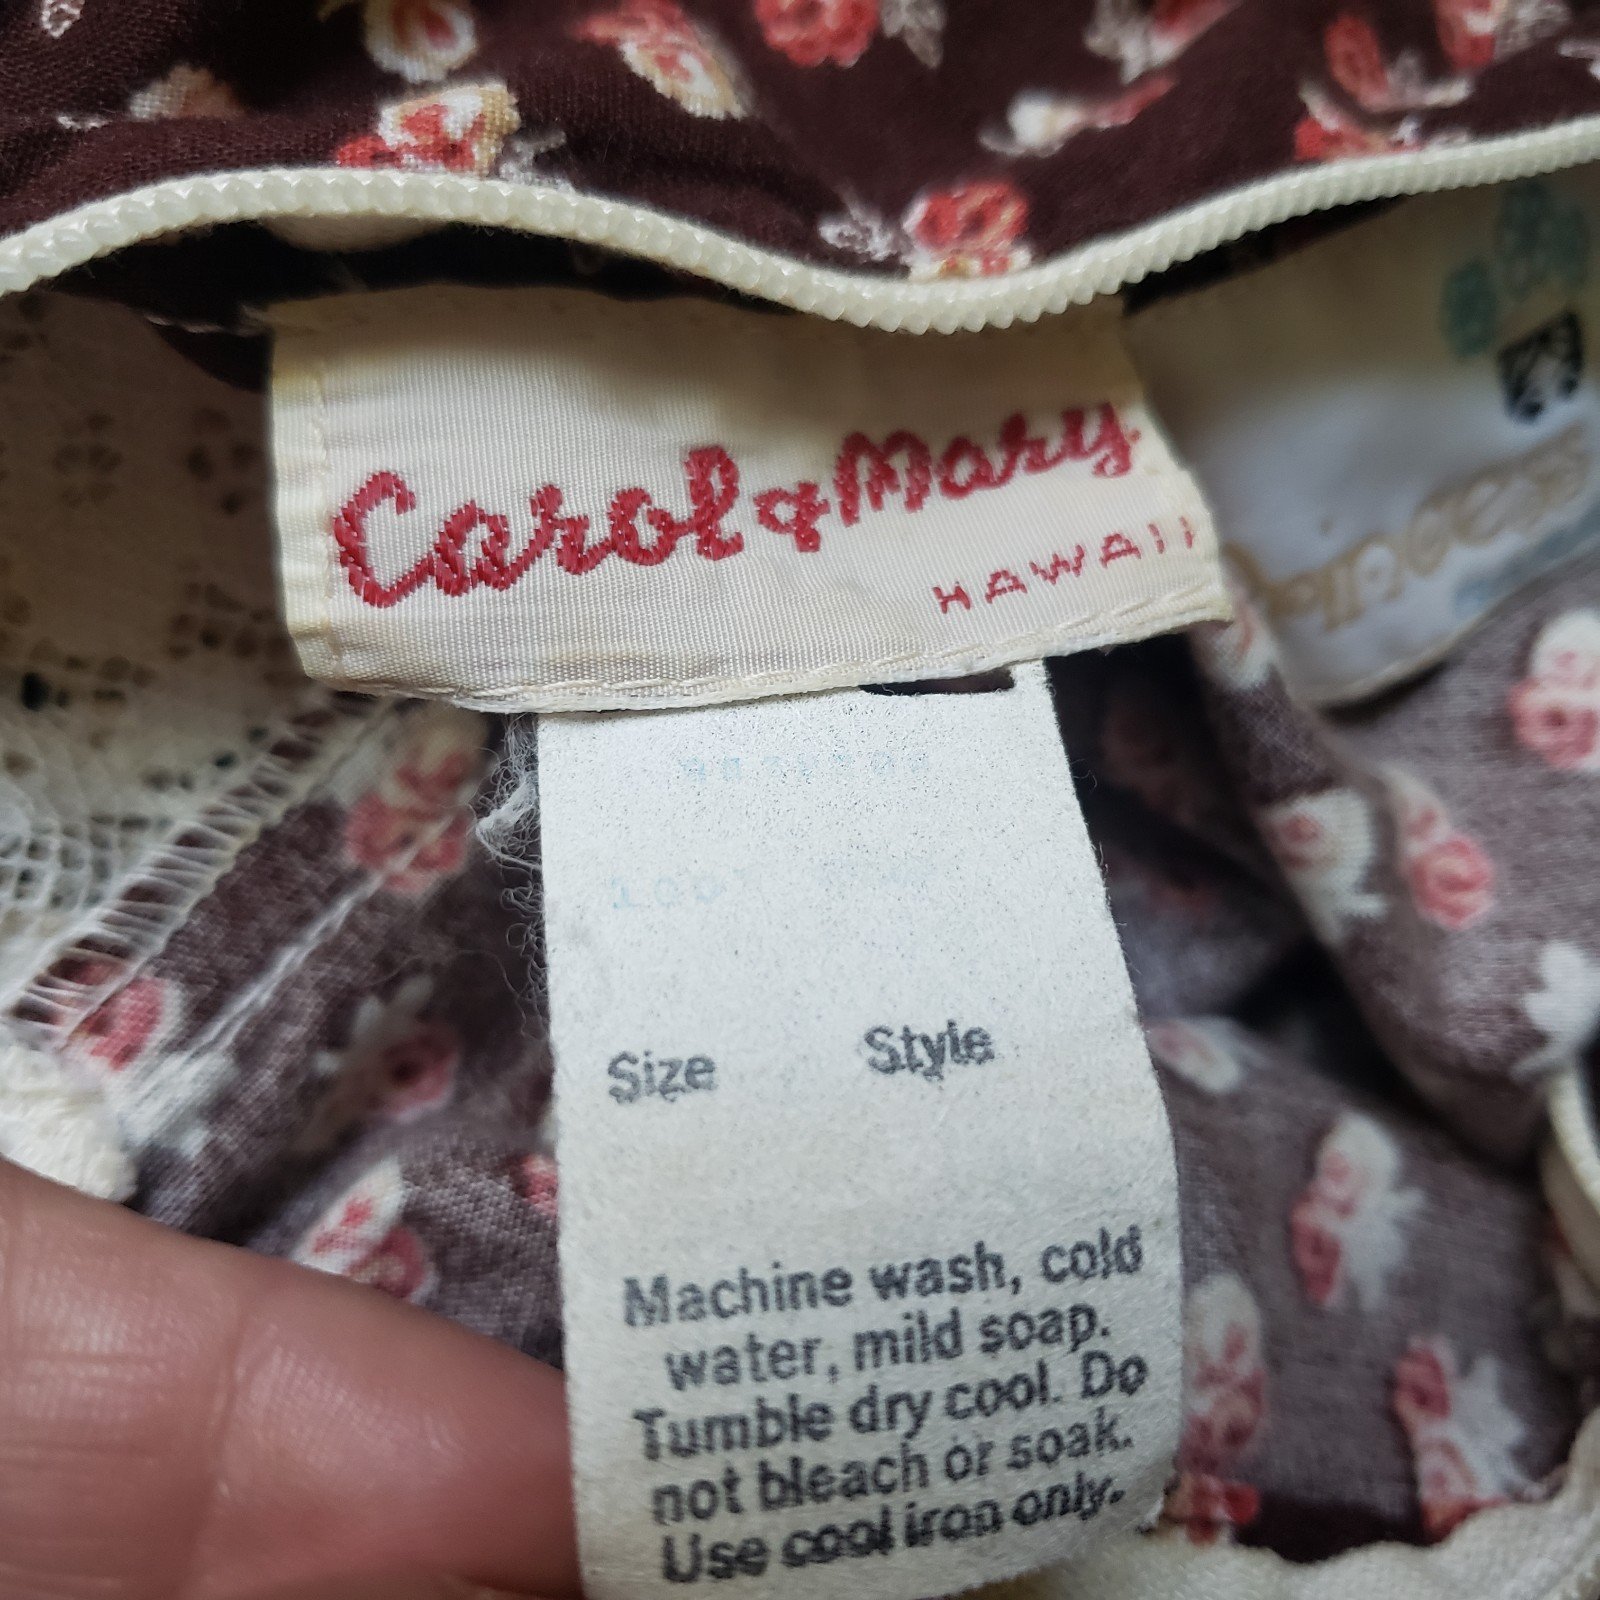 Carol & Mary
HAWAII
100%
Size Style
Machine wash, cold
water, mild soap.
Tumble dry cool. Do
not bleach or soak.
Use cool iron only.